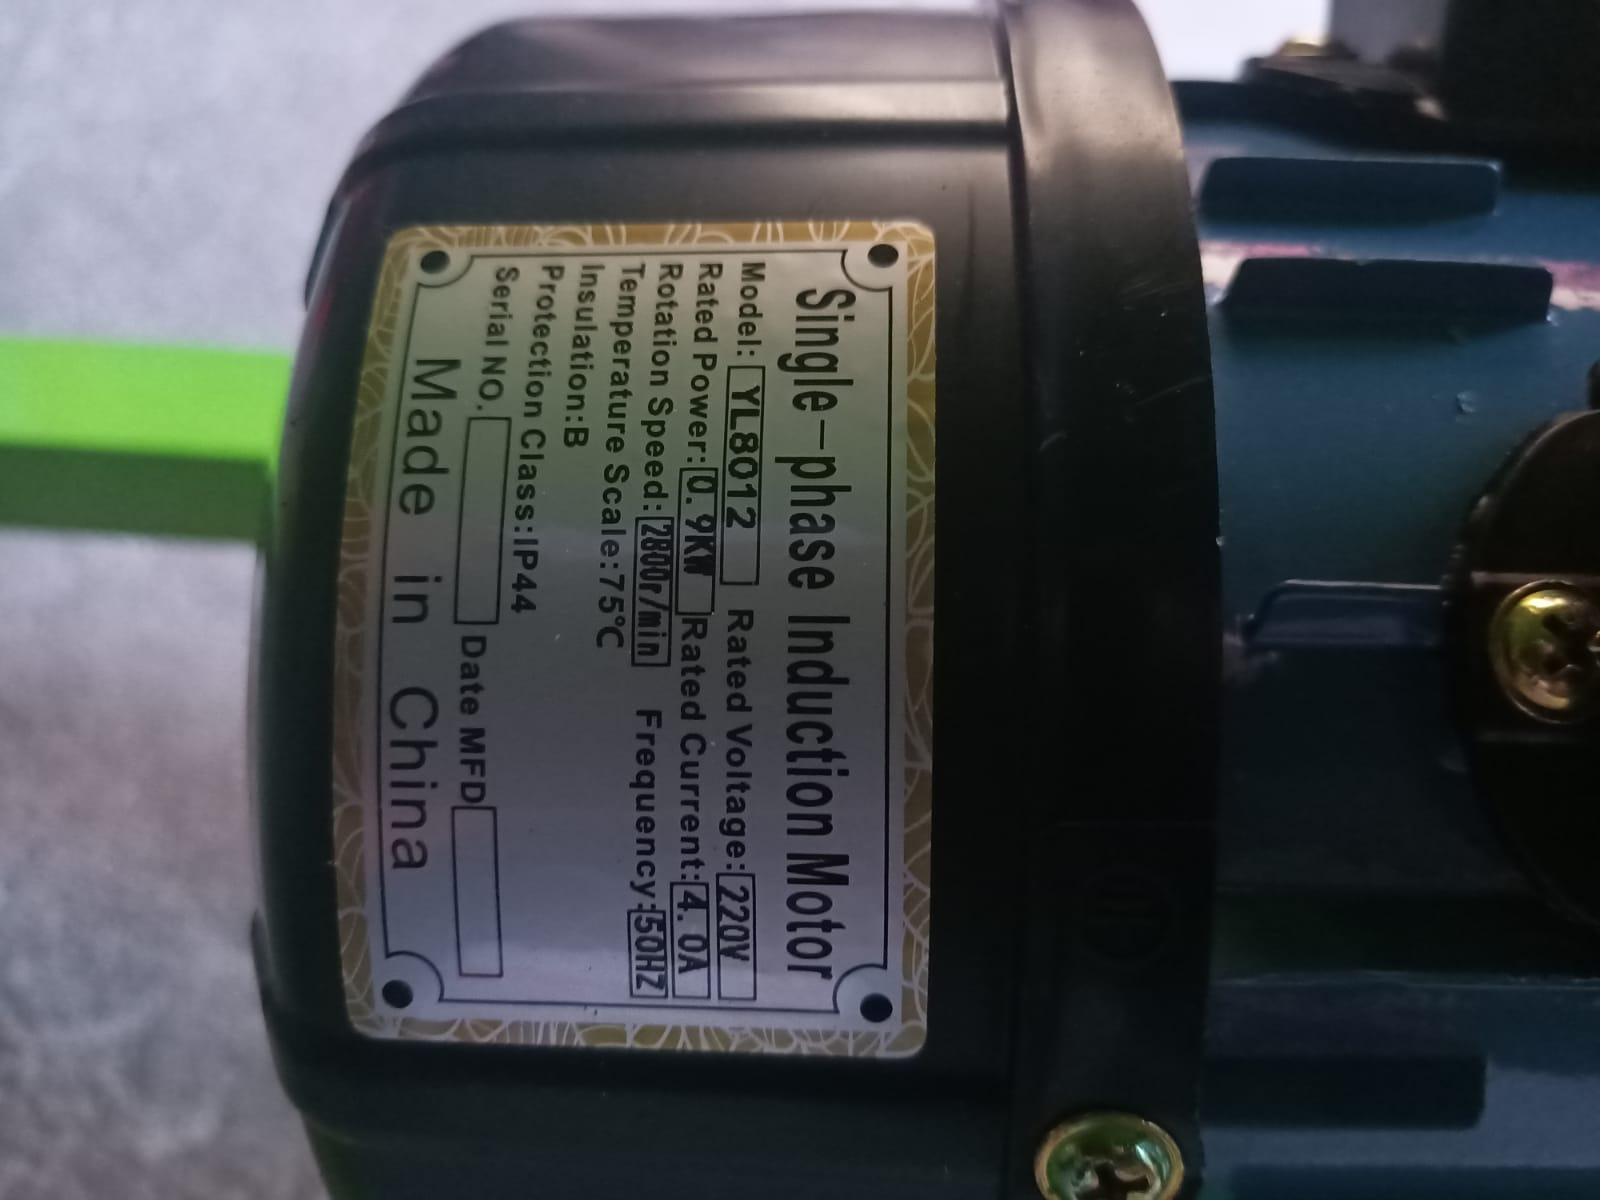 Single-phase Induction Motor
Model: YL8012 Rated Voltage: 220V
Rated Power: 0.9KW Rated Current: 4.0A
Rotation Speed: 2800r/min Frequency: 50HZ
Temperature Scale:75℃
Insulation:B
Protection Class:IP44
Serial NO. Date MFD
Made in China